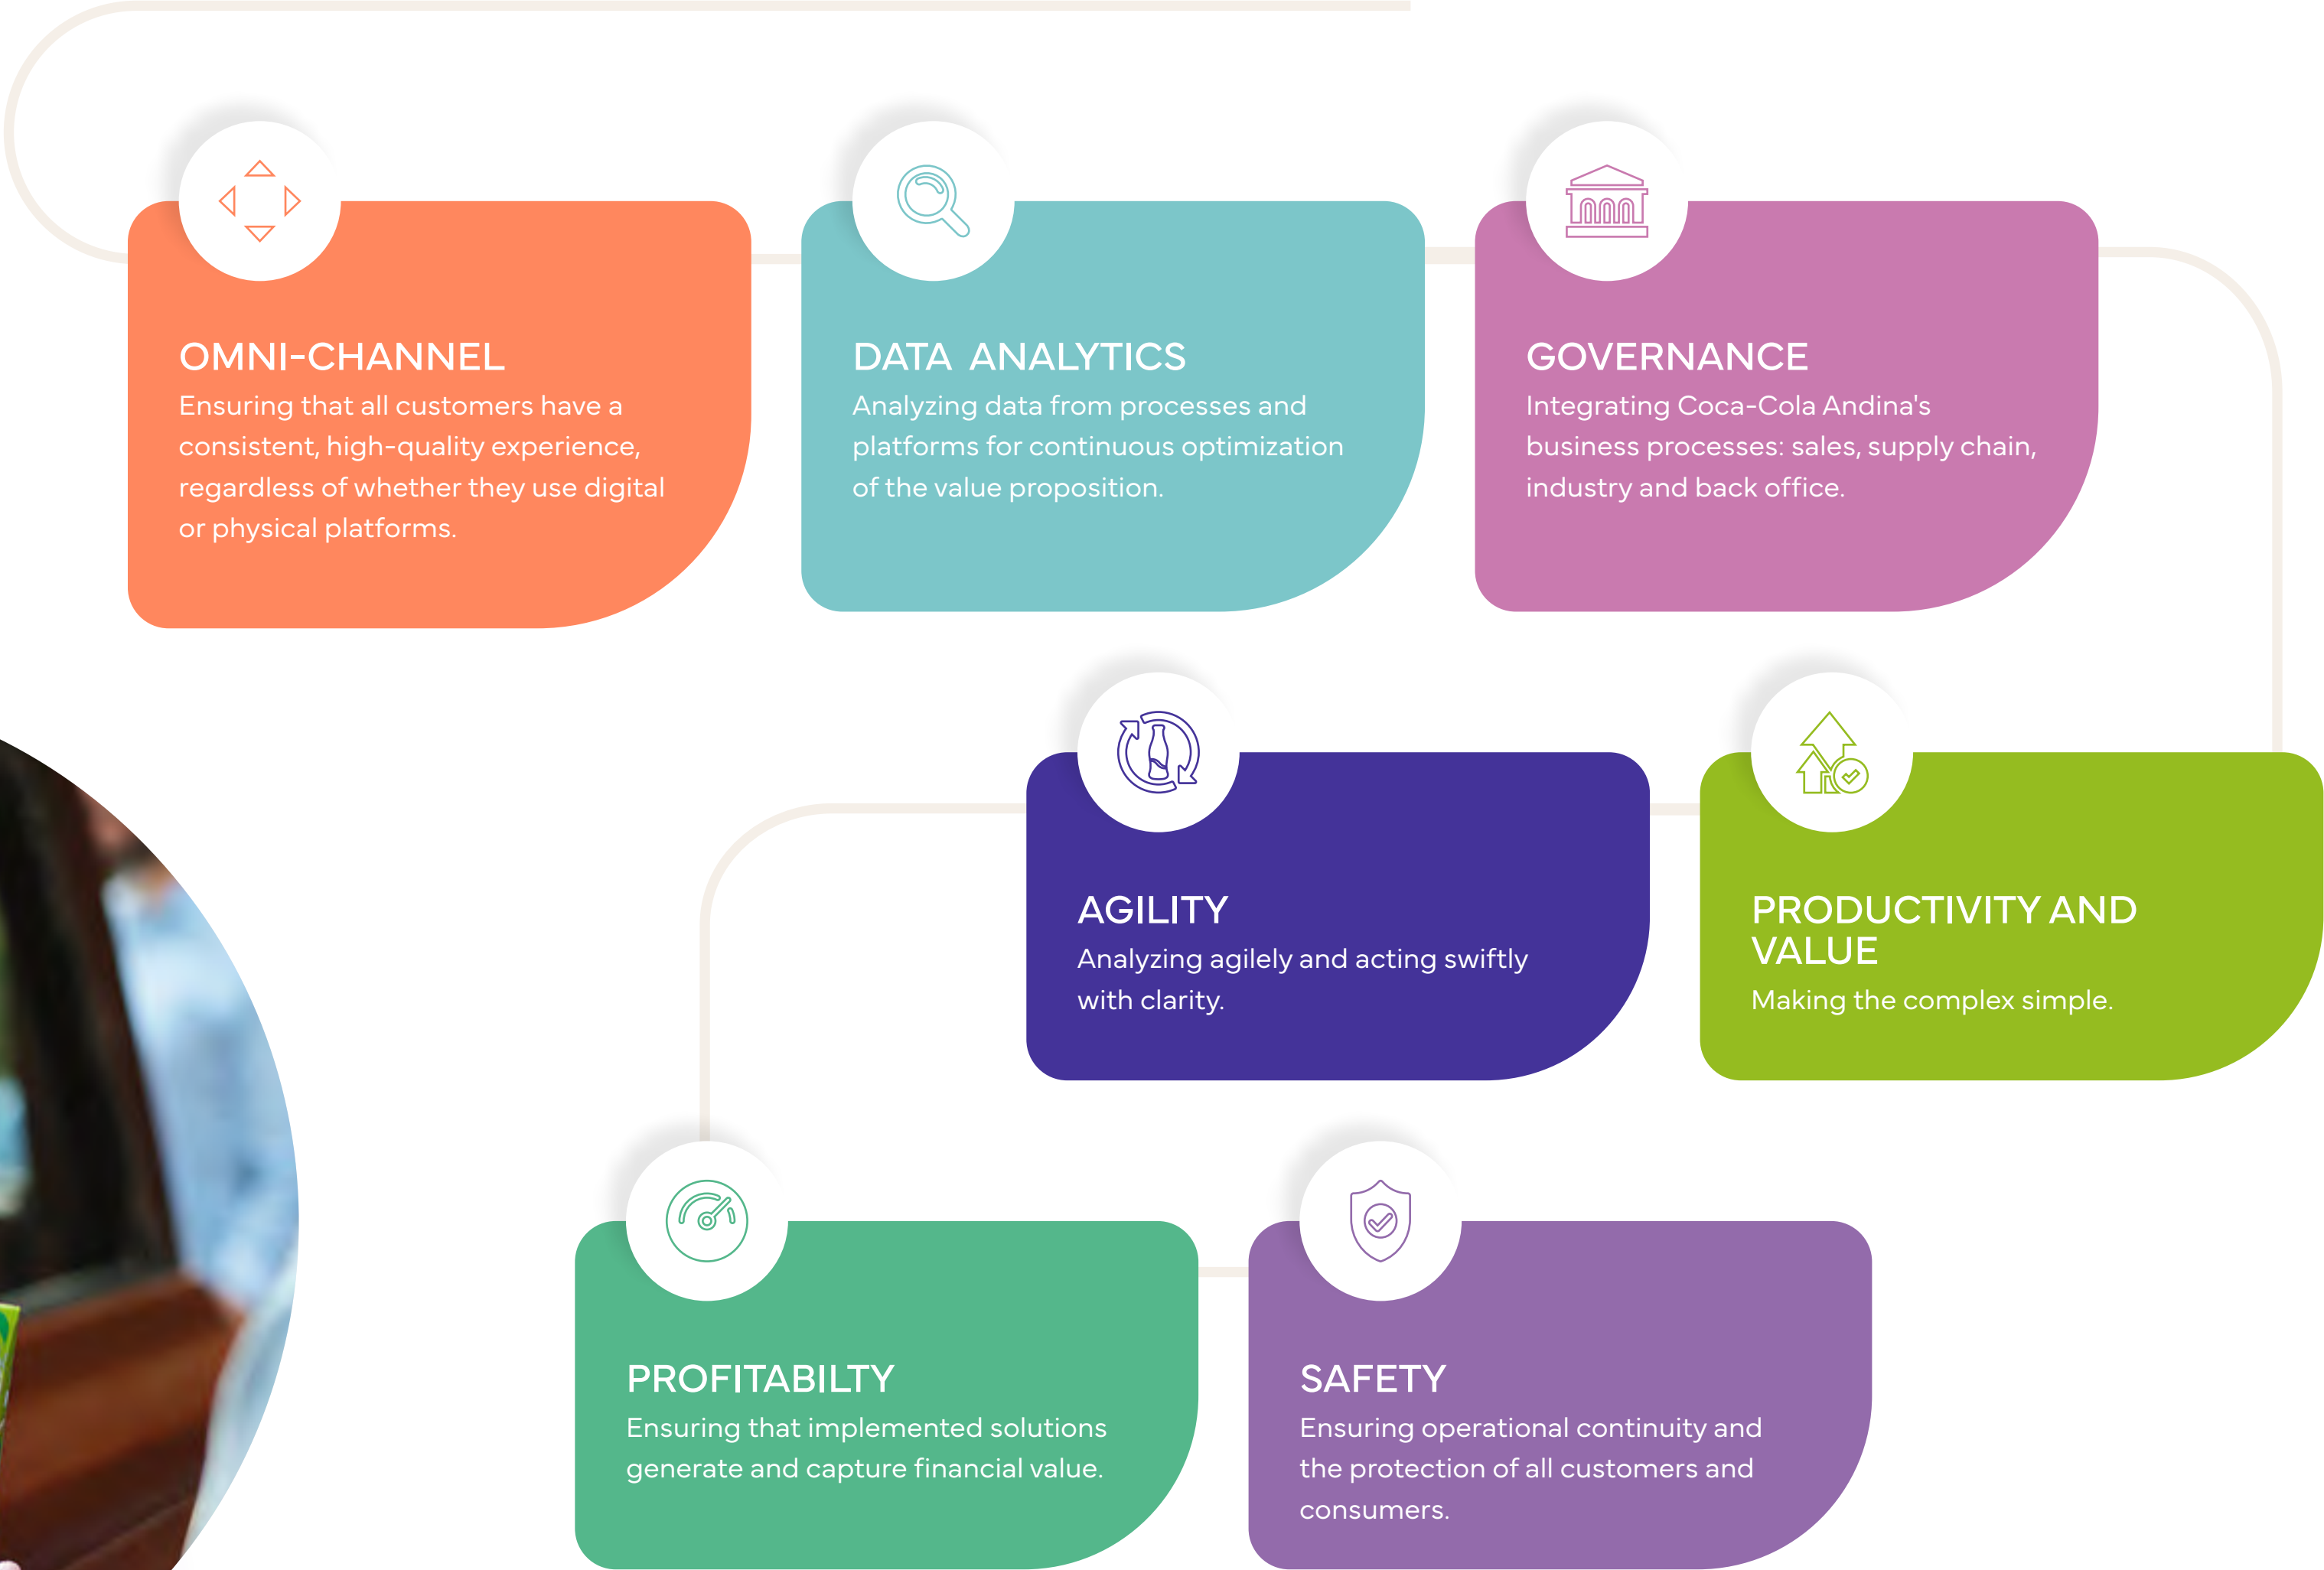 OMNI-CHANNEL
Ensuring that all customers have a
consistent, high-quality experience,
regardless of whether they use digital
or physical platforms.
DATA ANALYTICS
Analyzing data from processes and
platforms for continuous optimization
of the value proposition.
GOVERNANCE
Integrating Coca-Cola Andina's
business processes: sales, supply chain,
industry and back office.
AGILITY
Analyzing agilely and acting swiftly
with clarity.
PRODUCTIVITY AND
VALUE
Making the complex simple.
PROFITABILTY
Ensuring that implemented solutions
generate and capture financial value.
SAFETY
Ensuring operational continuity and
the protection of all customers and
consumers.